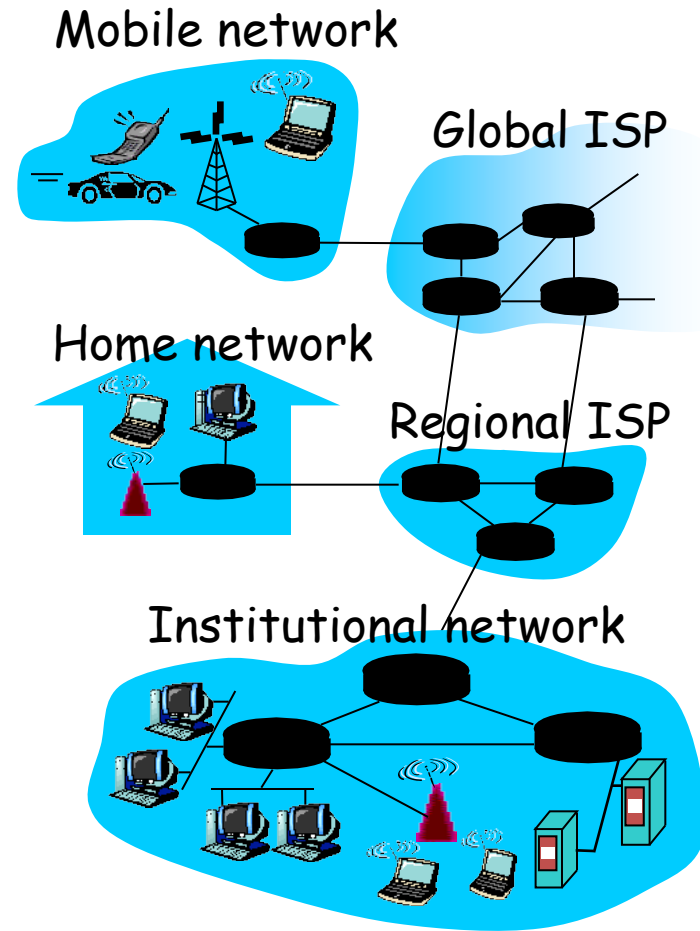 Mobile network
Global ISP
Home network
Regional ISP
Institutional network